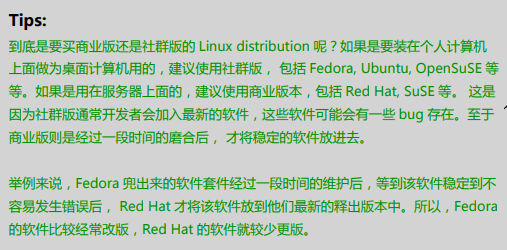 Tips:
到底是要买商业版还是社群版的 Linux distribution 呢？如果是要装在个人计算机
上面做为桌面计算机用的，建议使用社群版， 包括 Fedora, Ubuntu, OpenSuSE 等
等。如果是用在服务器上面的，建议使用商业版本，包括 Red Hat, SuSE 等。 这是
因为社群版通常开发者会加入最新的软件，这些软件可能会有一些 bug 存在。至于
商业版则是经过一段时间的磨合后， 才将稳定的软件放进去。
举例来说，Fedora 兜出来的软件套件经过一段时间的维护后，等到该软件稳定到不
容易发生错误后， Red Hat 才将该软件放到他们最新的释出版本中。所以，Fedora
的软件比较经常改版，Red Hat 的软件就较少更版。